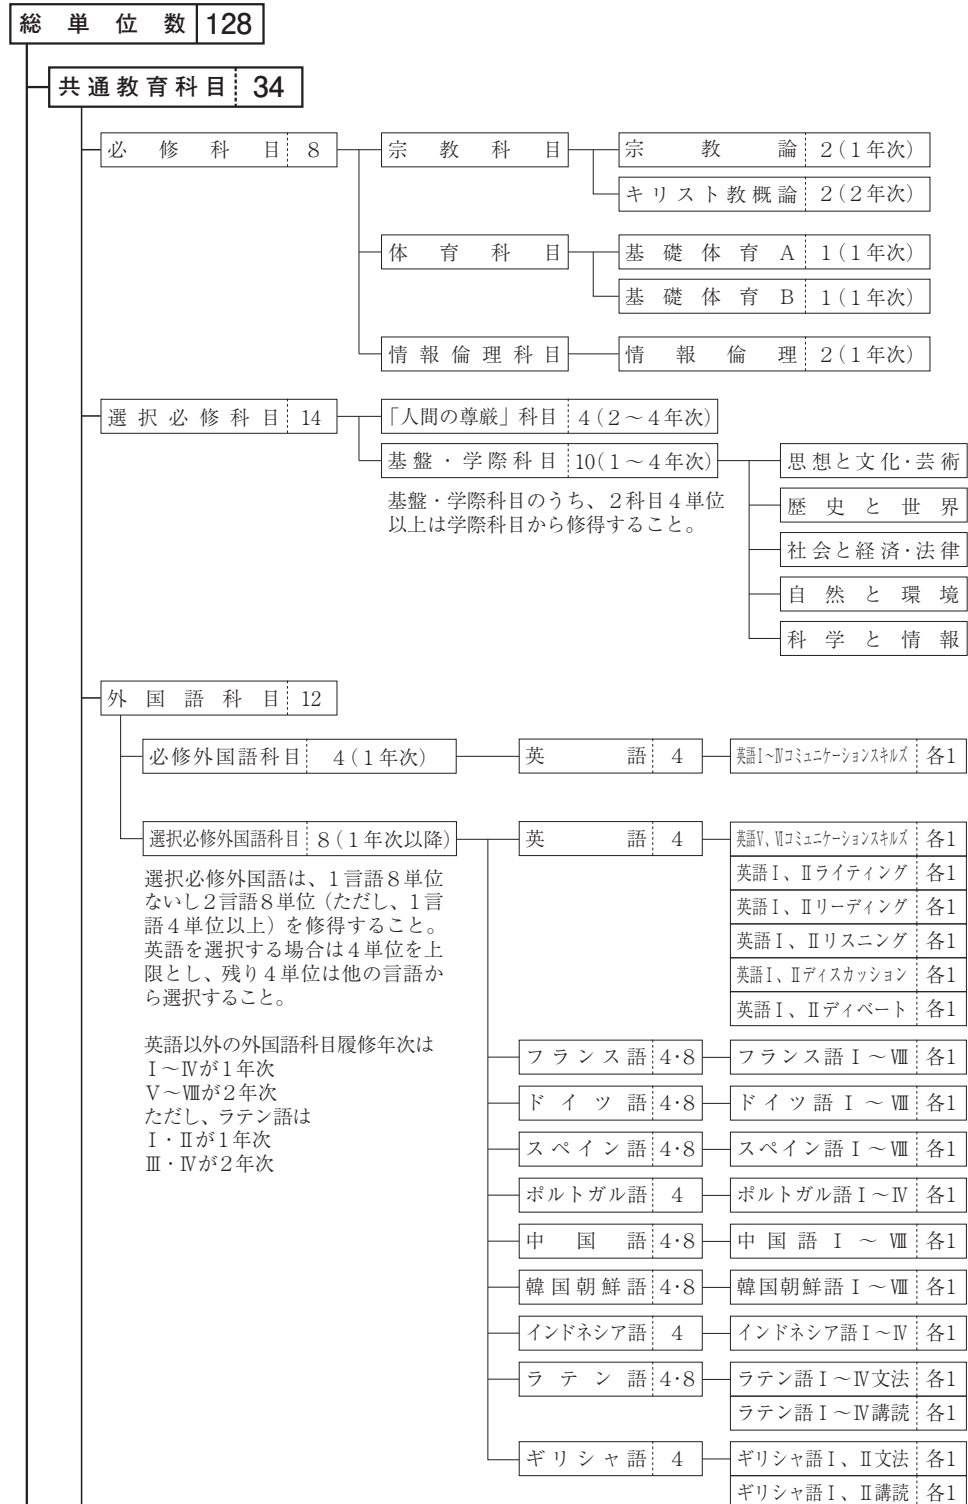 総単位数 128
共通教育科目 34
必修科目 8
宗教科目
宗教論 2(1年次)
キリスト教概論 2(2年次)
体育科目
基礎体育A 1(1年次)
基礎体育B 1(1年次)
情報倫理科目
情報倫理 2(1年次)
選択必修科目 14
「人間の尊厳」科目 4(2～4年次)
基盤・学際科目 10(1～4年次)
基盤・学際科目のうち、2科目4単位
以上は学際科目から修得すること。
思想と文化・芸術
歴史と世界
社会と経済・法律
自然と環境
科学と情報
外国語科目 12
必修外国語科目 4(1年次)
英語 4
英語Ⅰ～Ⅳコミュニケーションスキルズ 各1
選択必修外国語科目 8(1年次以降)
選択必修外国語は、1言語8単位
ないし2言語8単位（ただし、1言
語4単位以上）を修得すること。
英語を選択する場合は4単位を上
限とし、残り4単位は他の言語か
ら選択すること。
英語以外の外国語科目履修年次は
Ⅰ～Ⅳが1年次
Ⅴ～Ⅷが2年次
ただし、ラテン語は
Ⅰ・Ⅱが1年次
Ⅲ・Ⅳが2年次
英語 4
英語Ⅴ、Ⅵコミュニケーションスキルズ 各1
英語Ⅰ、Ⅱライティング 各1
英語Ⅰ、Ⅱリーディング 各1
英語Ⅰ、Ⅱリスニング 各1
英語Ⅰ、Ⅱディスカッション 各1
英語Ⅰ、Ⅱディベート 各1
フランス語 4・8 フランス語Ⅰ～Ⅷ 各1
ドイツ語 4・8 ドイツ語Ⅰ～Ⅷ 各1
スペイン語 4・8 スペイン語Ⅰ～Ⅷ 各1
ポルトガル語 4 ポルトガル語Ⅰ～Ⅳ 各1
中国語 4・8 中国語Ⅰ～Ⅷ 各1
韓国朝鮮語 4・8 韓国朝鮮語Ⅰ～Ⅷ 各1
インドネシア語 4 インドネシア語Ⅰ～Ⅳ 各1
ラテン語 4・8 ラテン語Ⅰ～Ⅳ文法 各1
ラテン語Ⅰ～Ⅳ講読 各1
ギリシャ語 4 ギリシャ語Ⅰ、Ⅱ文法 各1
ギリシャ語Ⅰ、Ⅱ講読 各1